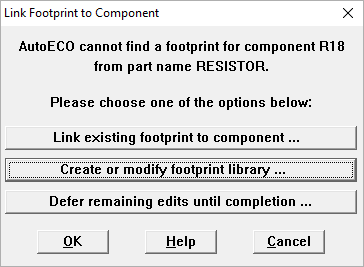 Link Footprint to Component
AutoECO cannot find a footprint for component R18
from part name RESISTOR.
Please choose one of the options below:
Link existing footprint to component ...
Create or modify footprint library ...
Defer remaining edits until completion ...
OK Help Cancel